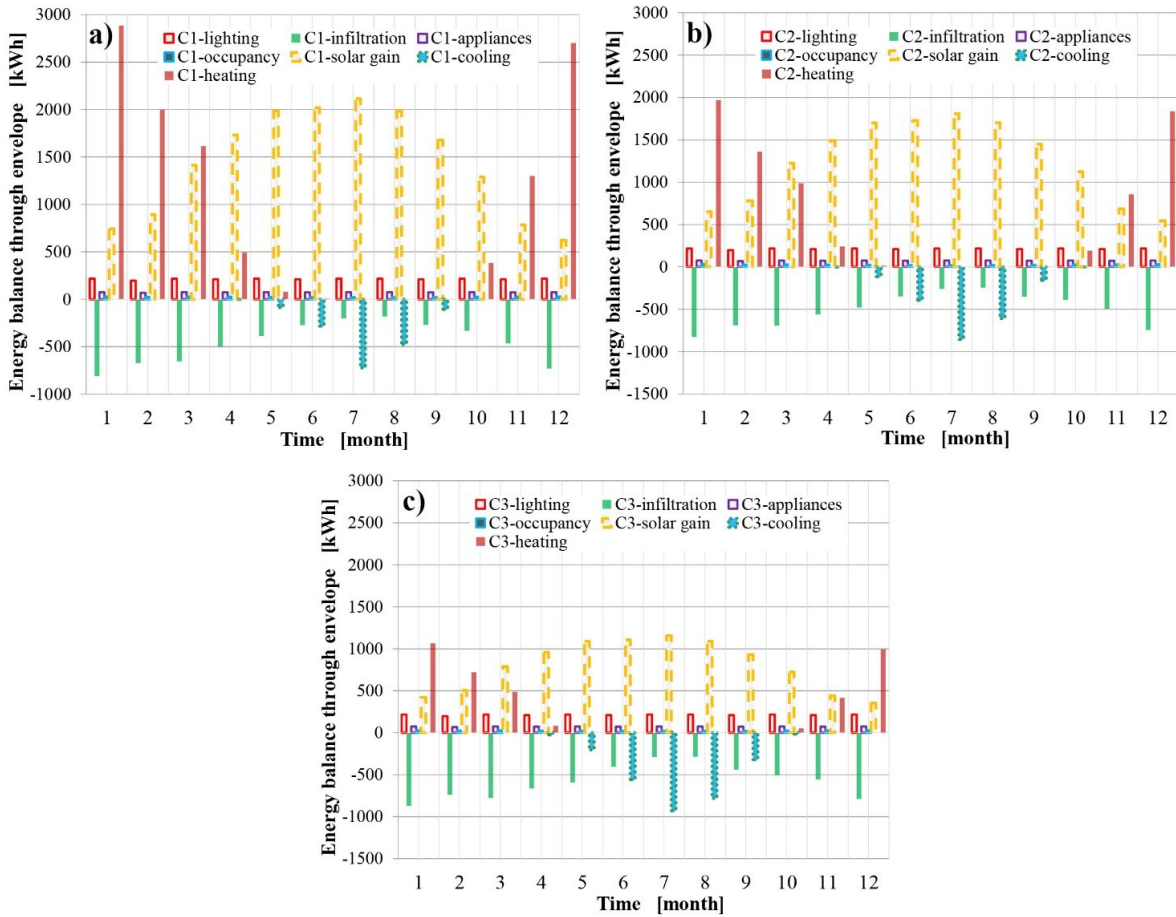 a)
C1-lighting C1-infiltration C1-appliances
C1-occupancy C1-solar gain C1-cooling
C1-heating
Energy balance through envelope [kWh]
3000
2500
2000
1500
1000
500
0
-500
-1000
1 2 3 4 5 6 7 8 9 10 11 12
Time [month]
b)
C2-lighting C2-infiltration C2-appliances
C2-occupancy C2-solar gain C2-cooling
C2-heating
Energy balance through envelope [kWh]
3000
2500
2000
1500
1000
500
0
-500
-1000
-1500
1 2 3 4 5 6 7 8 9 10 11 12
Time [month]
c)
C3-lighting C3-infiltration C3-appliances
C3-occupancy C3-solar gain C3-cooling
C3-heating
Energy balance through envelope [kWh]
3000
2500
2000
1500
1000
500
0
-500
-1000
-1500
1 2 3 4 5 6 7 8 9 10 11 12
Time [month]